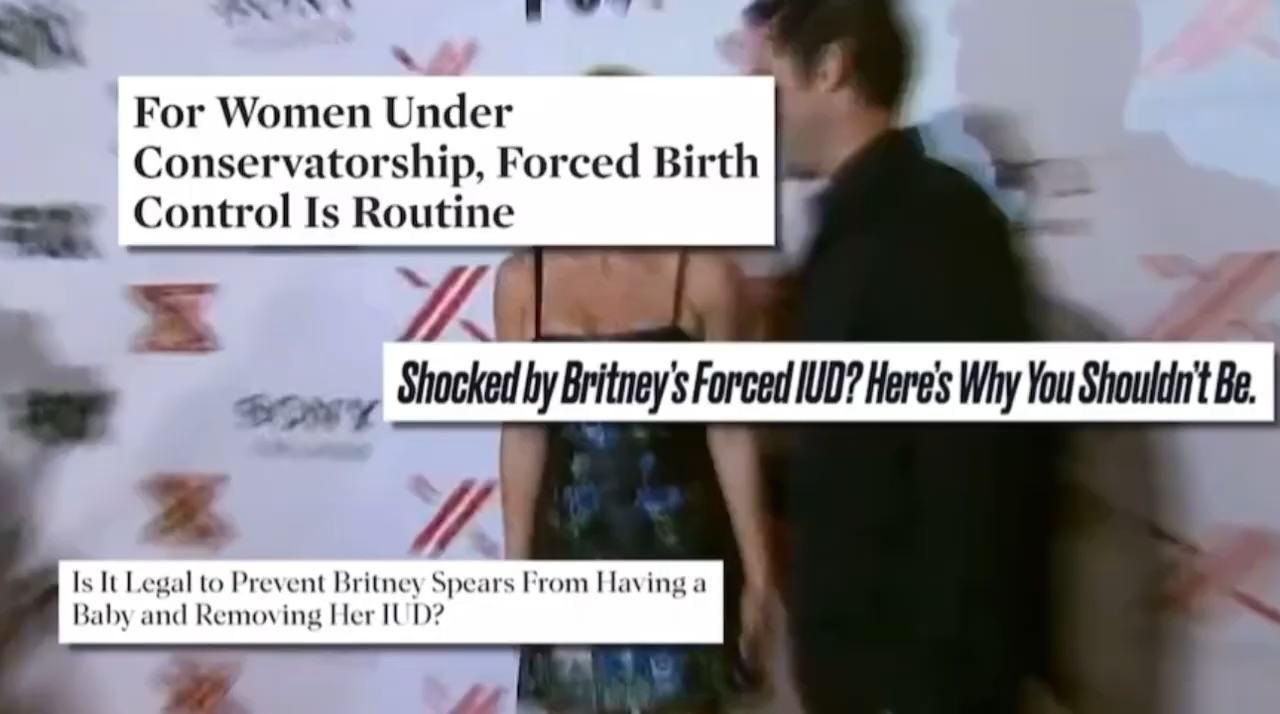 For Women Under
Conservatorship, Forced Birth
Control Is Routine
Shocked by Britney's Forced IUD? Here's Why You Shouldn't Be.
SONY
Is It Legal to Prevent Britney Spears From Having a
Baby and Removing Her IUD?